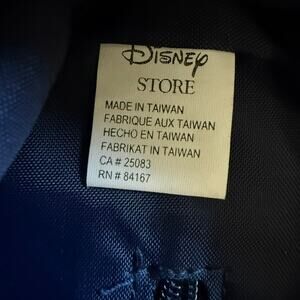 Disney
STORE
MADE IN TAIWAN
FABRIQUE AUX TAIWAN
HECHO EN TAIWAN
FABRIKAT IN TAIWAN
CA # 25083
RN # 84167